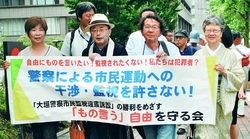 自由にものを言いたい！監視されたくない！私たちは犯罪者？
警察による市民運動への
干渉・監視を許さない！
「大垣警察市民監視違憲訴訟」の勝利をめざす
「もの言う」自由を守る会